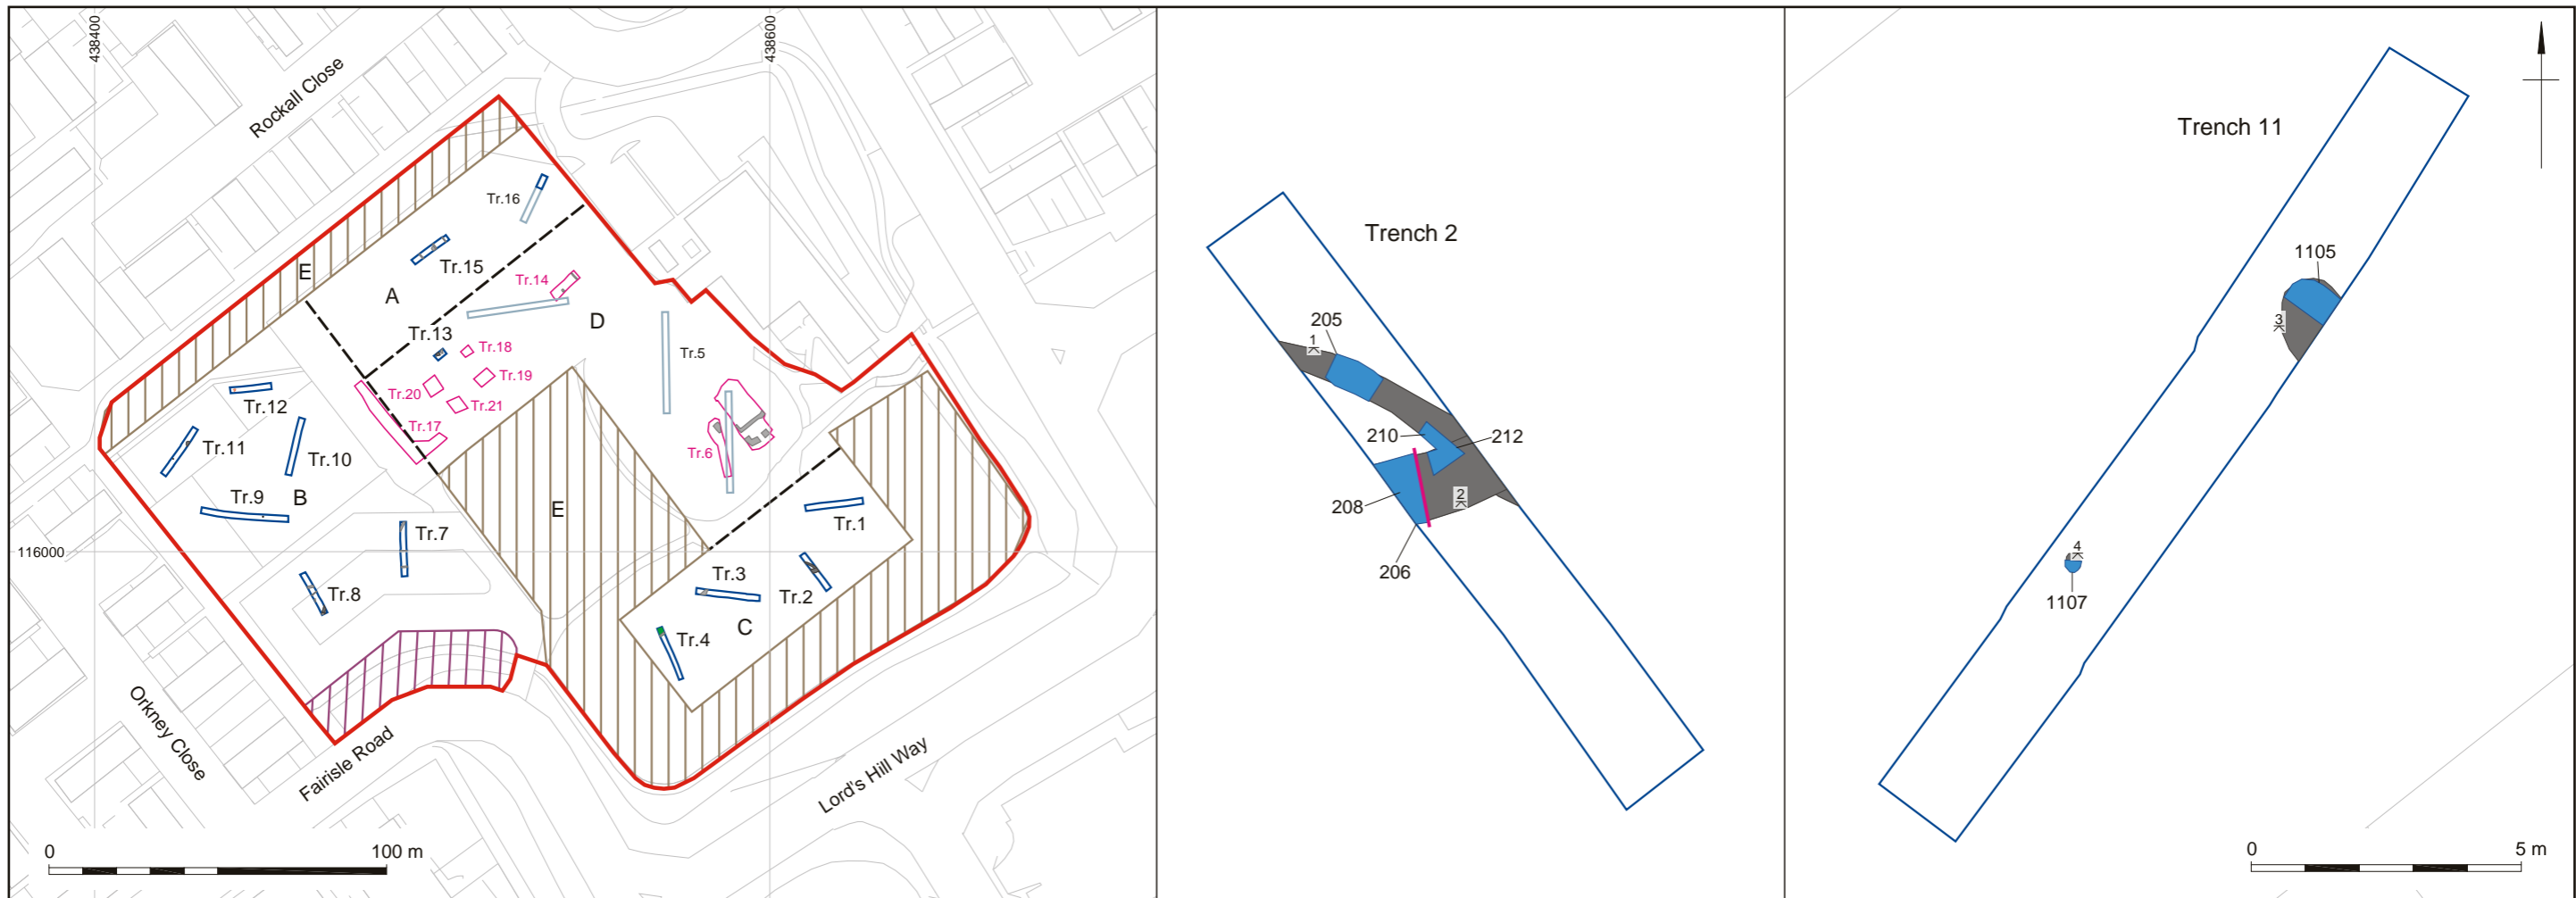 438400
438600
Rockall Close
Tr.16
E
Tr.15
A
Tr.14
D
Tr.13
Tr.18
Tr.5
Tr.19
Tr.20
Tr.21
Tr.12
Tr.17
Tr.11
Tr.10
Tr.6
Tr.9
B
E
Tr.1
Tr.7
116000
Tr.3
Tr.8
Tr.2
C
Tr.4
Orkney Close
Fairisle Road
Lord's Hill Way
0 100 m
Trench 2
205
1
210
212
2
208
206
Trench 11
1105
3
4
1107
0 5 m